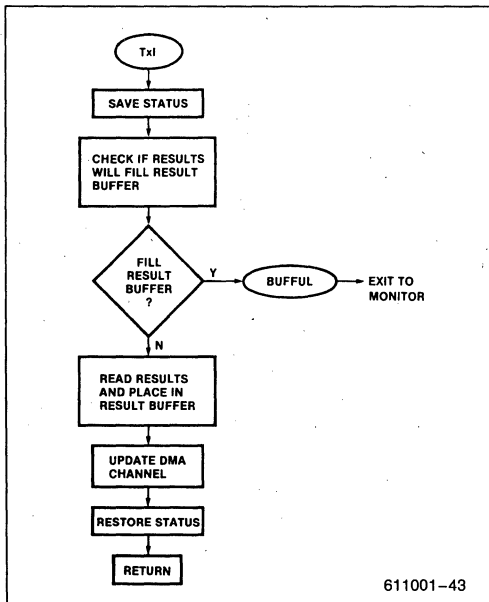 TxI
SAVE STATUS
CHECK IF RESULTS
WILL FILL RESULT
BUFFER
FILL
RESULT
BUFFER
?
Y
BUFFUL
EXIT TO
MONITOR
N
READ RESULTS
AND PLACE IN
RESULT BUFFER
UPDATE DMA
CHANNEL
RESTORE STATUS
RETURN
611001–43